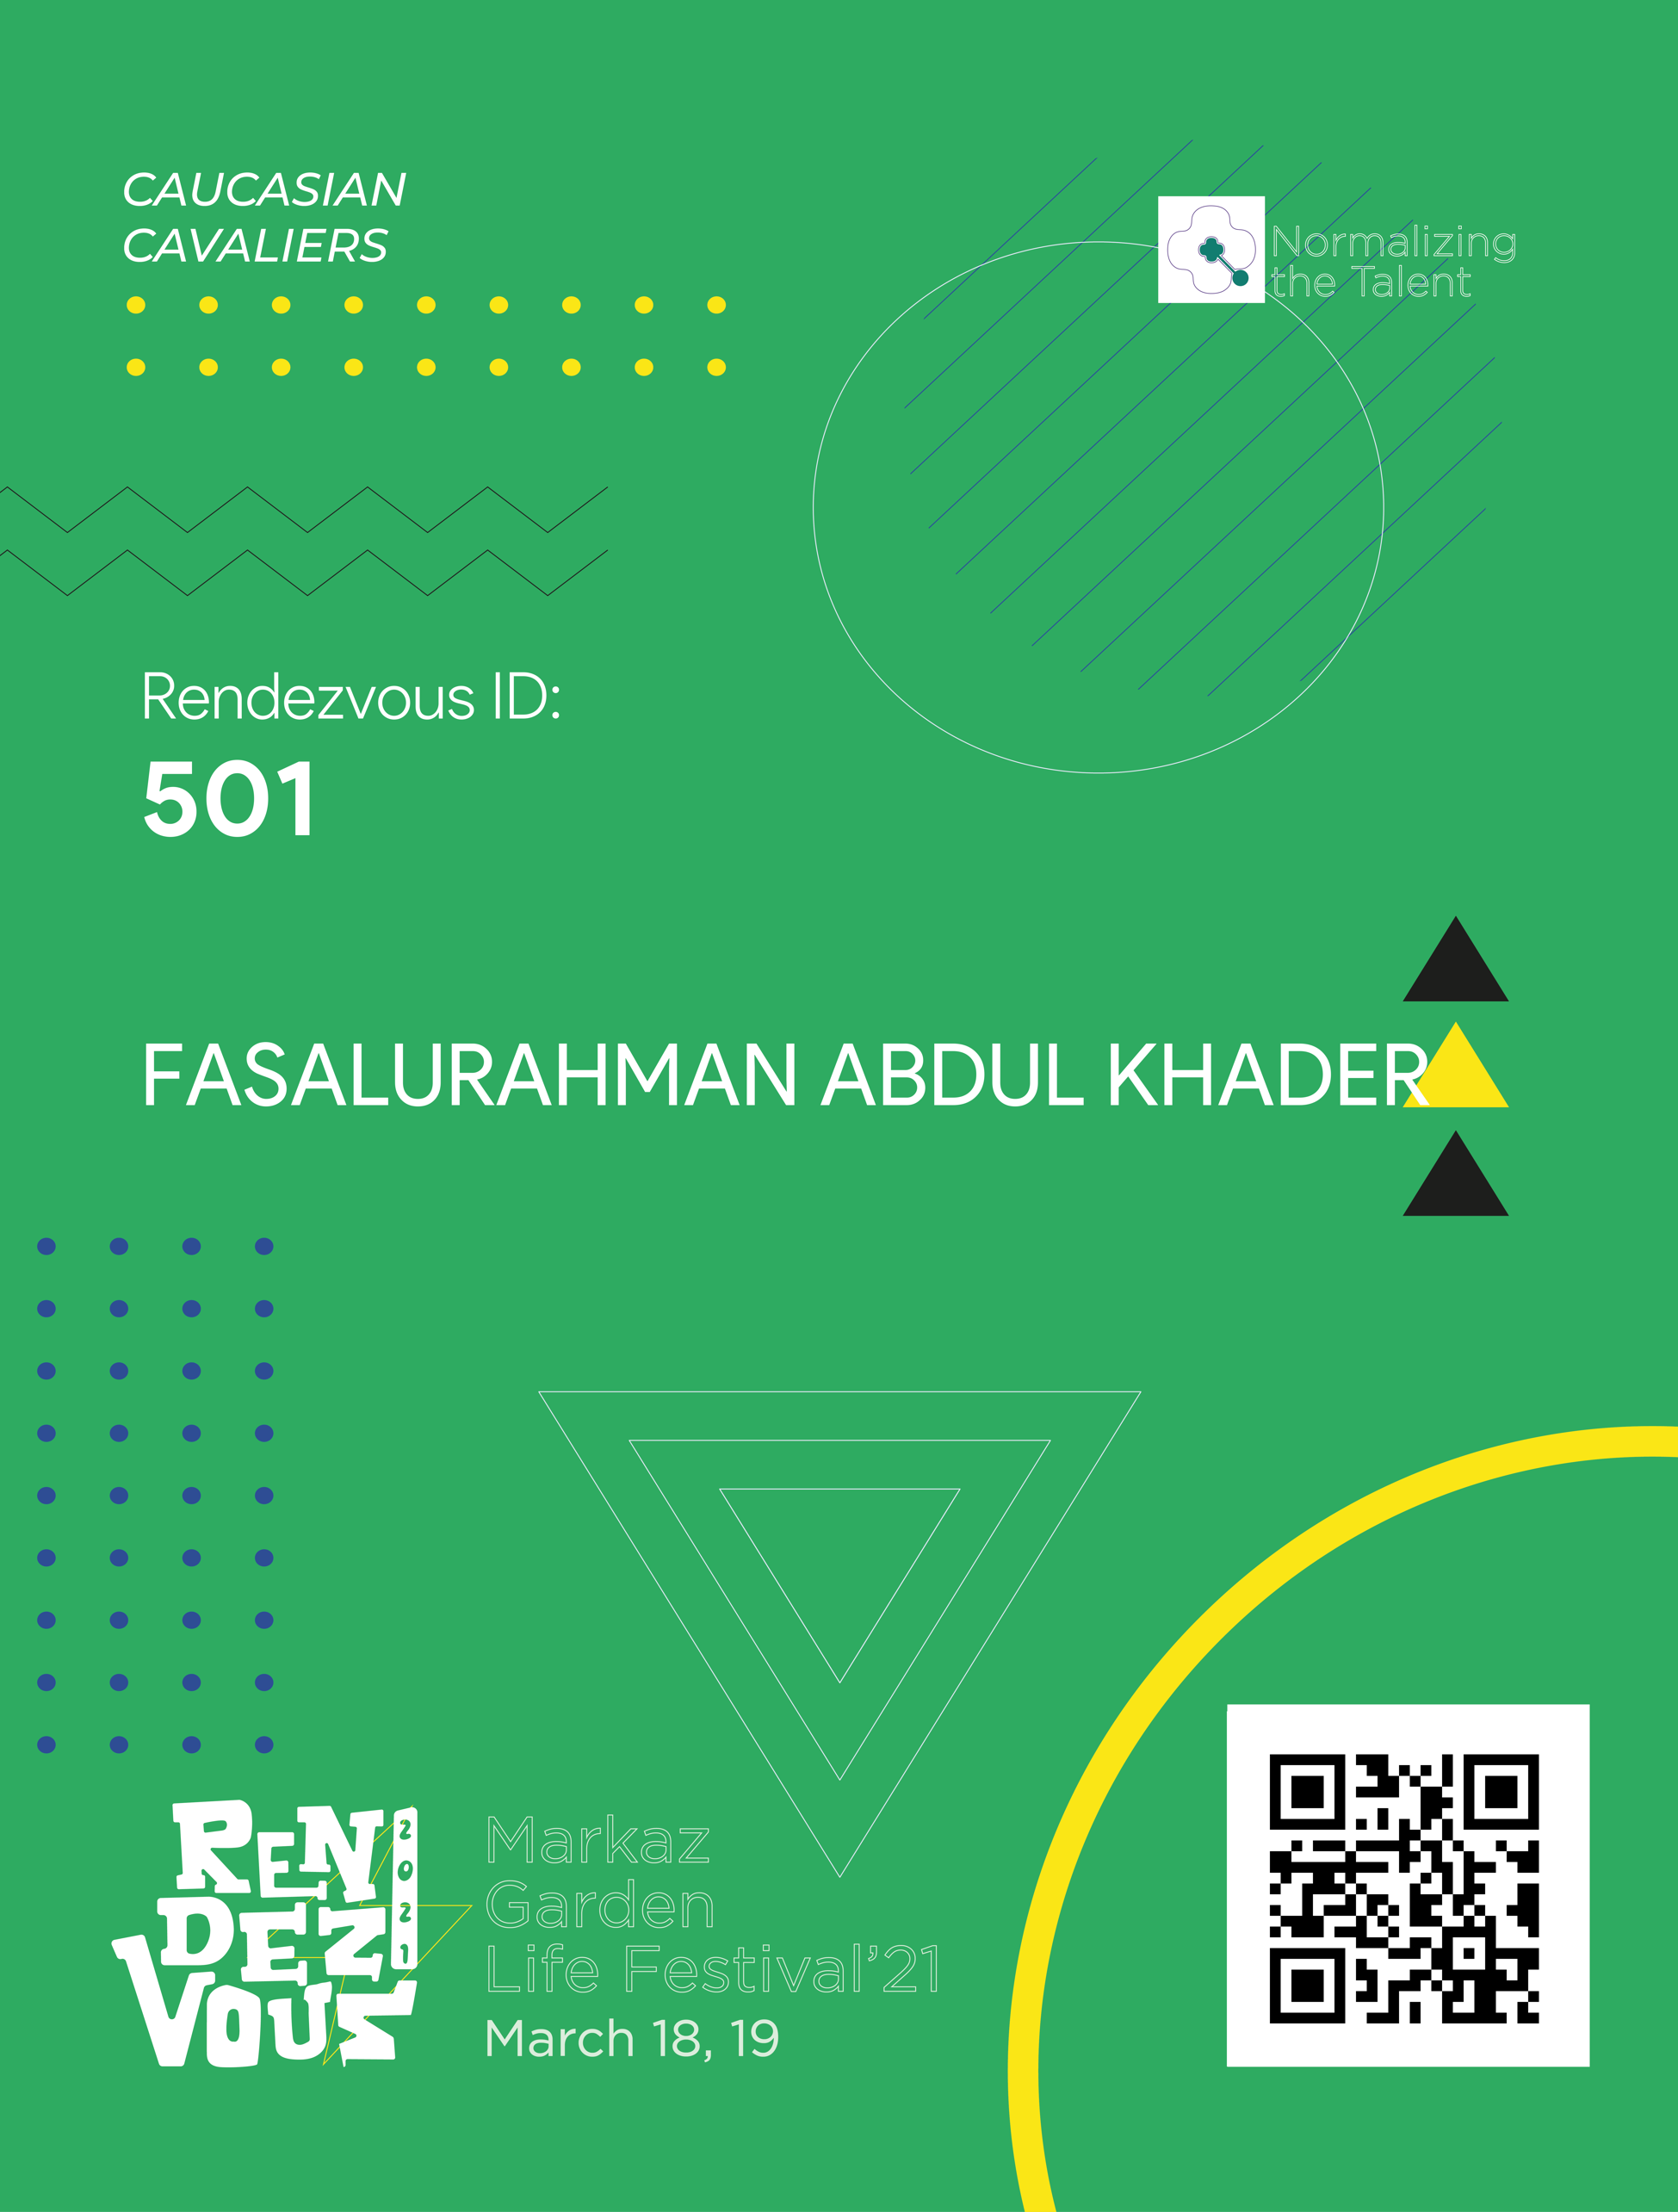 CAUCASIAN
CAVALIERS
Normalizing
the Talent
Rendezvous ID:
501
FASALURAHMAN ABDUL KHADER
REN
DEZ
VOUZ
2021
Markaz
Garden
Life Festival'21
March 18, 19